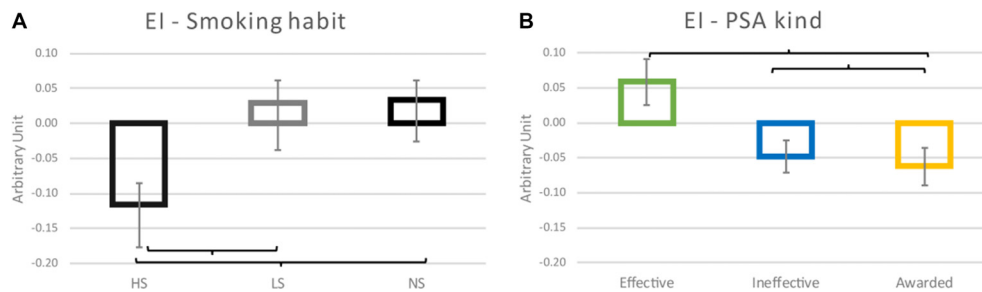 A
EI - Smoking habit
Arbitrary Unit
0.10
0.05
0.00
-0.05
-0.10
-0.15
-0.20
HS LS NS
B
EI - PSA kind
Arbitrary Unit
0.10
0.05
0.00
-0.05
-0.10
-0.15
-0.20
Effective Ineffective Awarded